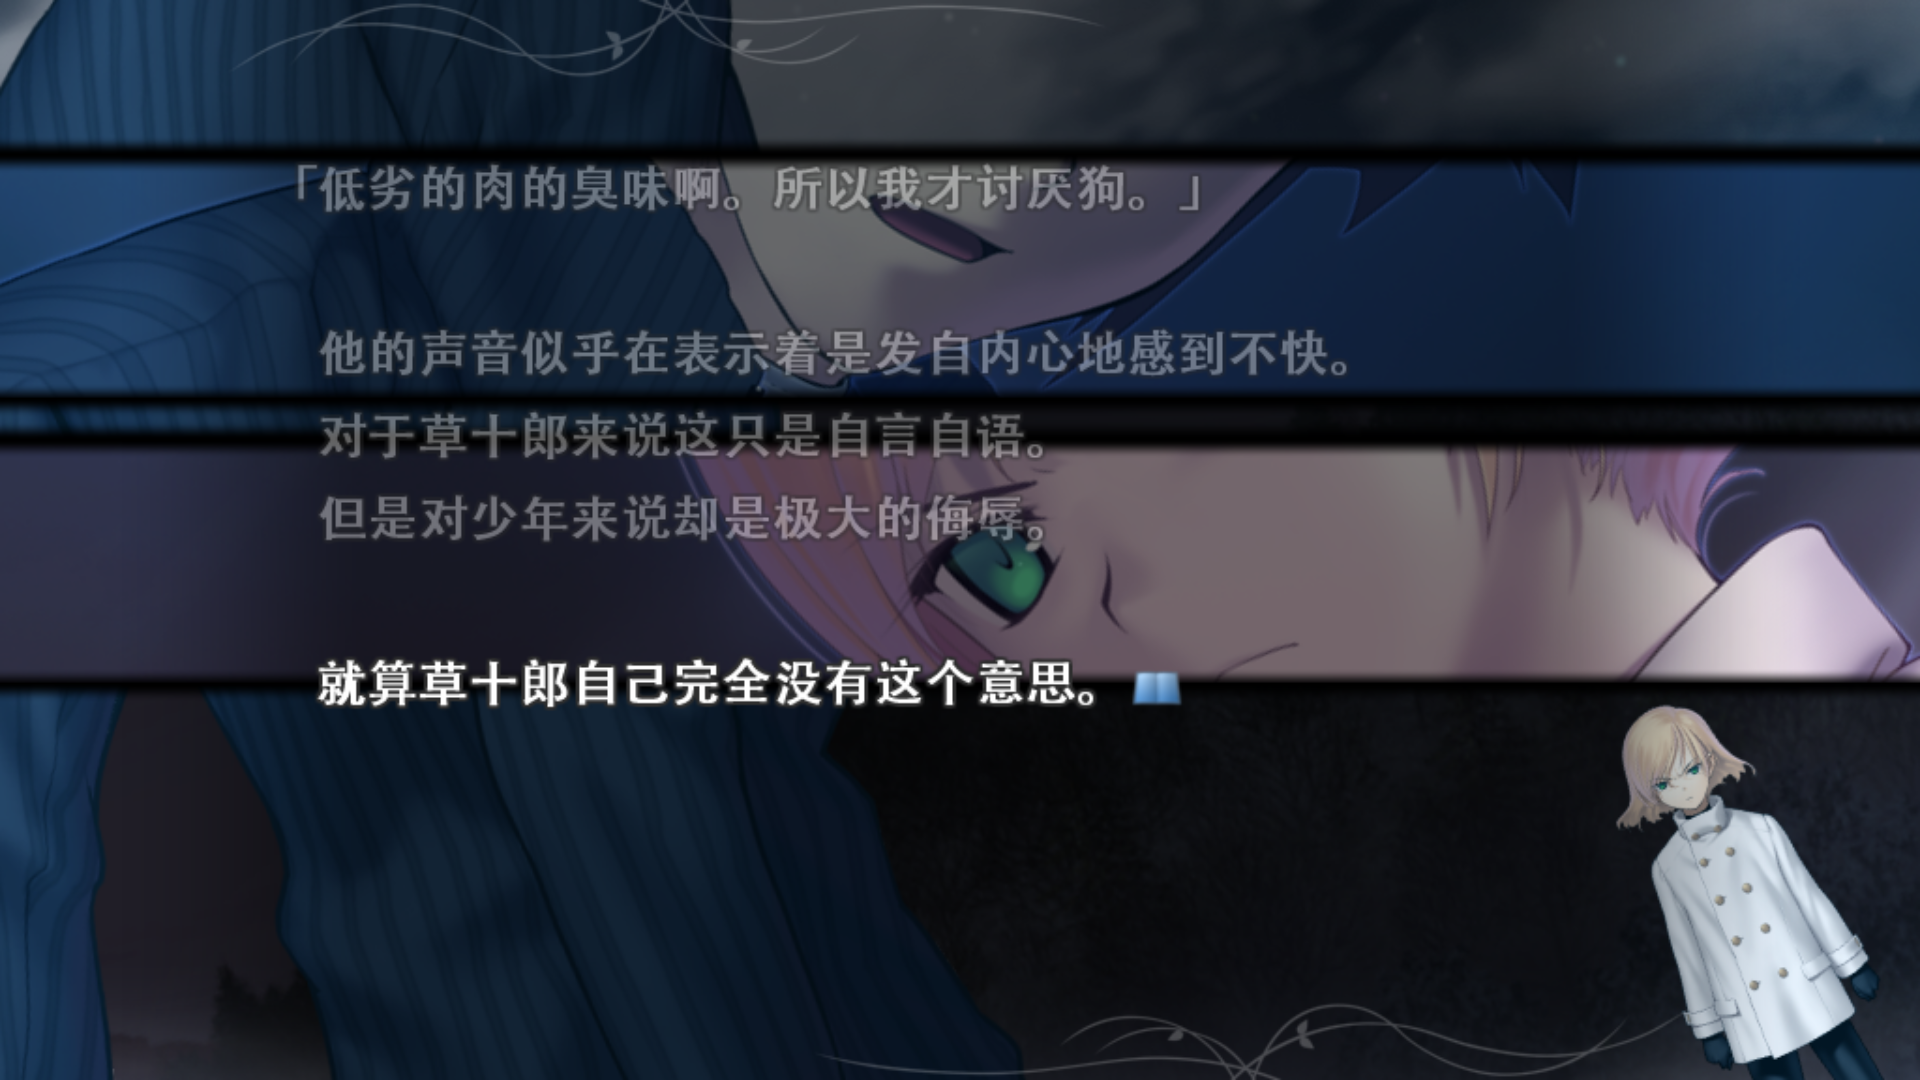 「低劣的肉的臭味啊。所以我才讨厌狗。」
他的声音似乎在表示着是发自内心地感到不快。
对于草十郎来说这只是自言自语。
但是对少年来说却是极大的侮辱。
就算草十郎自己完全没有这个意思。